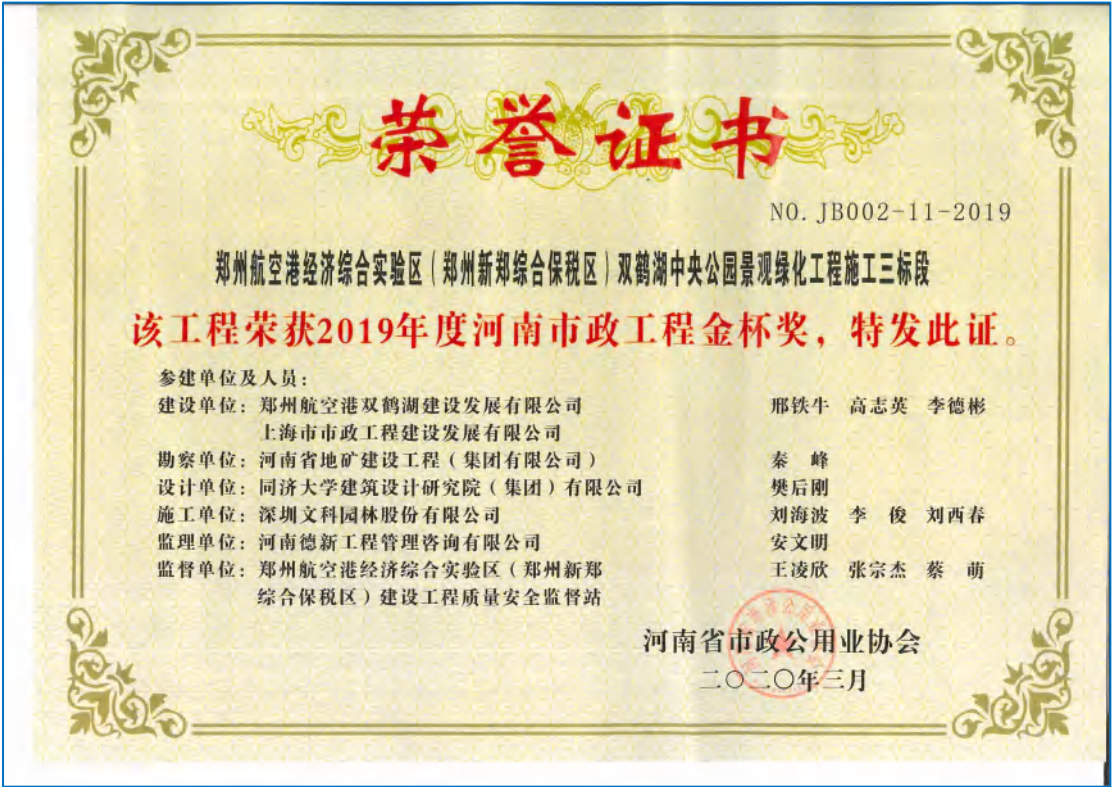 荣誉证书
NO. JB002-11-2019
郑州航空港经济综合实验区（郑州新郑综合保税区）双鹤湖中央公园景观绿化工程施工三标段
该工程荣获2019年度河南市政工程金杯奖，特发此证。
参建单位及人员：
建设单位：郑州航空港双鹤湖建设发展有限公司 邢铁牛 高志英 李德彬
上海市市政工程建设发展有限公司
勘察单位：河南省地矿建设工程（集团有限公司） 秦 峰
设计单位：同济大学建筑设计研究院（集团）有限公司 樊后刚
施工单位：深圳文科园林股份有限公司 刘海波 李 俊 刘西春
监理单位：河南德新工程管理咨询有限公司 安文明
监督单位：郑州航空港经济综合实验区（郑州新郑 王凌欣 张宗杰 蔡 萌
综合保税区）建设工程质量安全监督站
河南省市政公用业协会
二〇二〇年三月